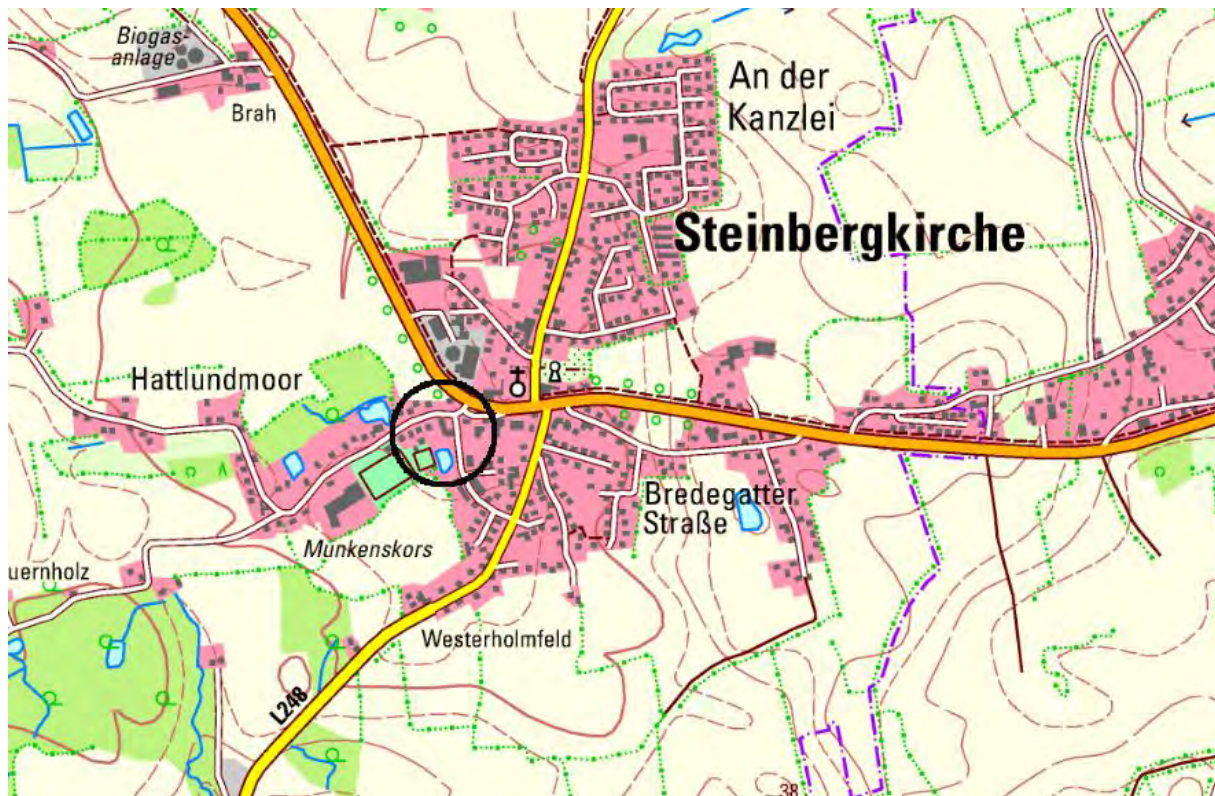 Biogas-
anlage
Brah
An der
Kanzlei
Steinbergkirche
Hattlundmoor
Bredegatter
Straße
Munkenskors
uernholz
Westerholmfeld
L248
38